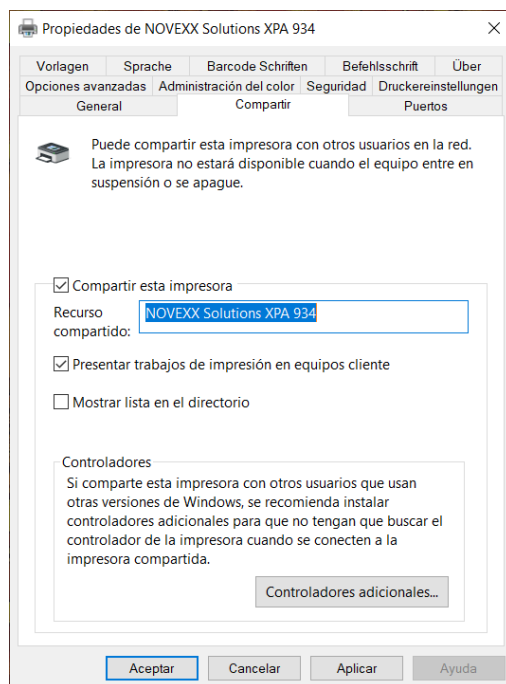 Propiedades de NOVEXX Solutions XPA 934
Vorlagen Sprache Barcode Schriften Befehlsschrift Über
Opciones avanzadas Administración del color Seguridad Druckereinstellungen
General Compartir Puertos
Puede compartir esta impresora con otros usuarios en la red.
La impresora no estará disponible cuando el equipo entre en
suspensión o se apague.
Compartir esta impresora
Recurso
compartido:
NOVEXX Solutions XPA 934
Presentar trabajos de impresión en equipos cliente
Mostrar lista en el directorio
Controladores
Si comparte esta impresora con otros usuarios que usan
otras versiones de Windows, se recomienda instalar
controladores adicionales para que no tengan que buscar el
controlador de la impresora cuando se conecten a la
impresora compartida.
Controladores adicionales...
Aceptar Cancelar Aplicar Ayuda